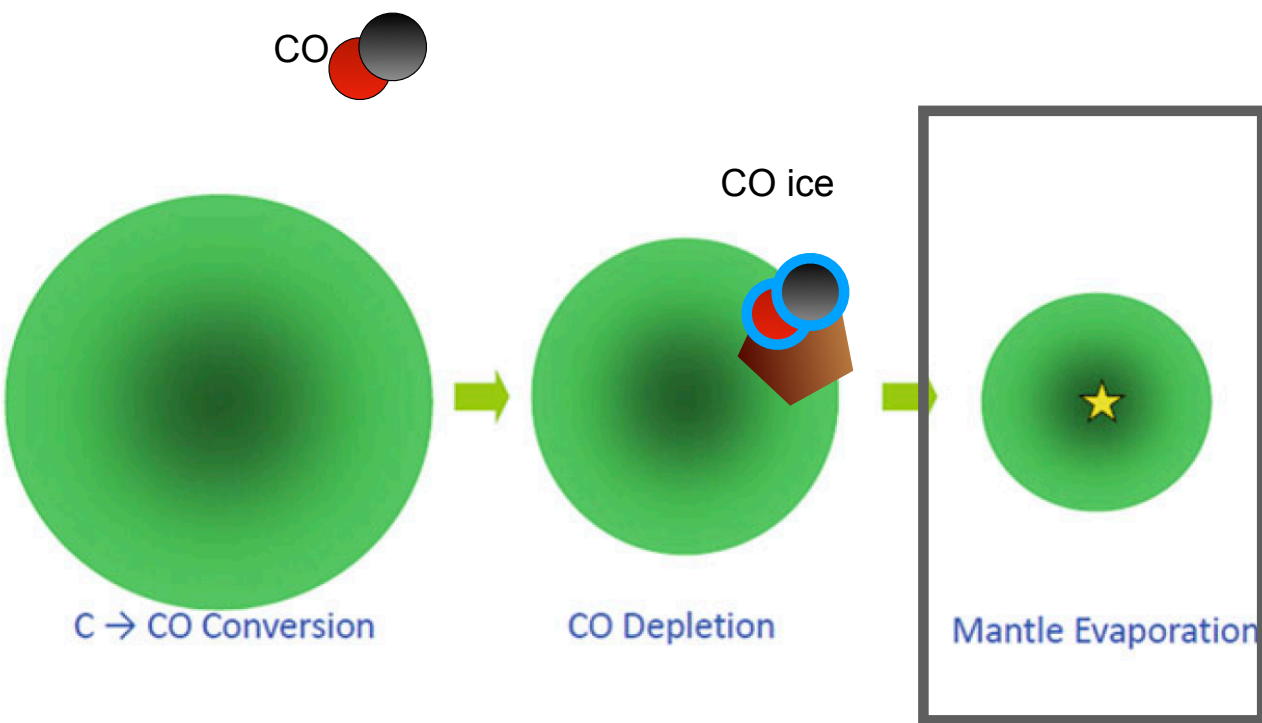 CO
CO ice
C → CO Conversion
CO Depletion
Mantle Evaporation